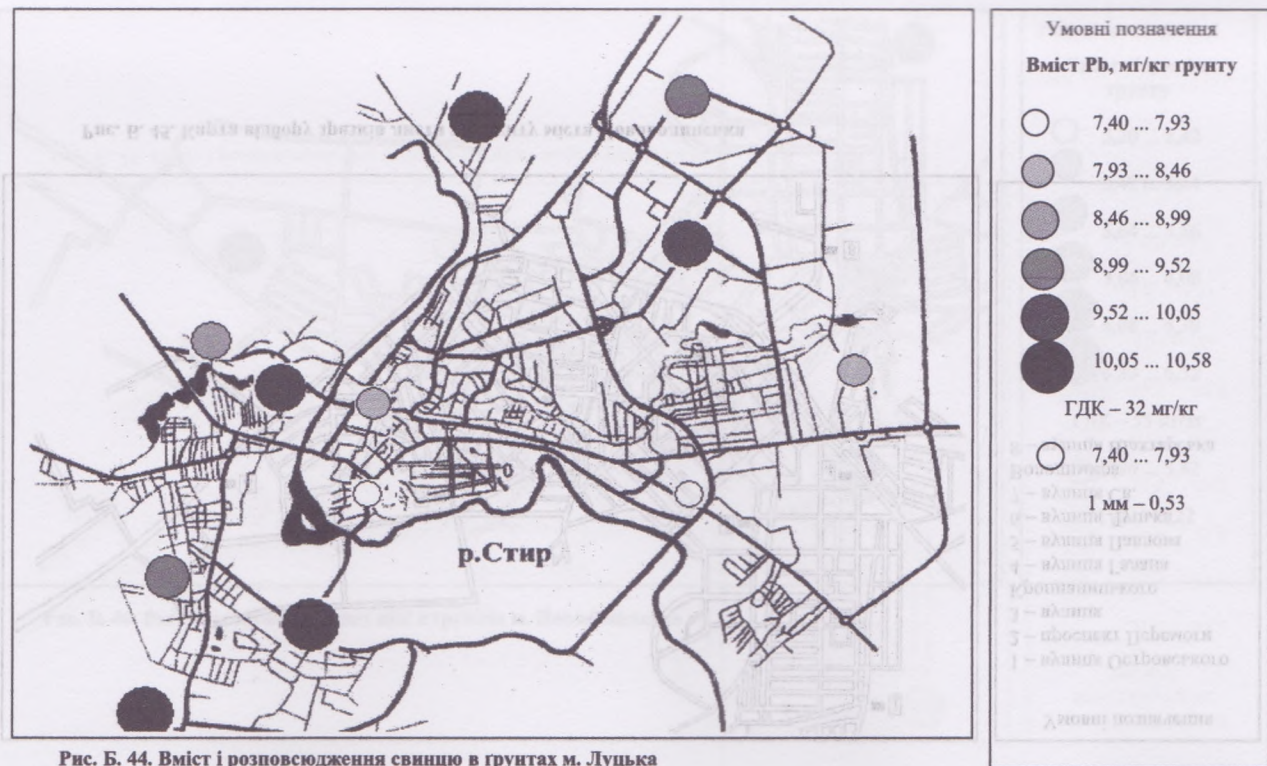 Умовні позначення
Вміст Pb, мг/кг ґрунту
7,40 ... 7,93
7,93 ... 8,46
8,46 ... 8,99
8,99 ... 9,52
9,52 ... 10,05
10,05 ... 10,58
ГДК – 32 мг/кг
7,40 ... 7,93
1 мм – 0,53
р.Стир
Рис. Б. 44. Вміст і розповсюдження свинцю в ґрунтах м. Луцька